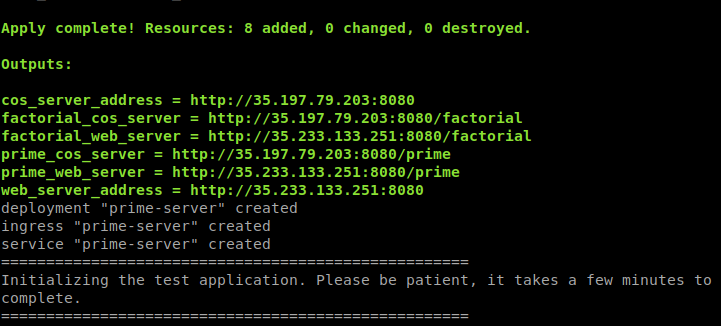 Apply complete! Resources: 8 added, 0 changed, 0 destroyed.
Outputs:
cos_server_address = http://35.197.79.203:8080
factorial_cos_server = http://35.197.79.203:8080/factorial
factorial_web_server = http://35.233.133.251:8080/factorial
prime_cos_server = http://35.197.79.203:8080/prime
prime_web_server = http://35.233.133.251:8080/prime
web_server_address = http://35.233.133.251:8080
deployment "prime-server" created
ingress "prime-server" created
service "prime-server" created
====================================================
Initializing the test application. Please be patient, it takes a few minutes to
complete.
====================================================